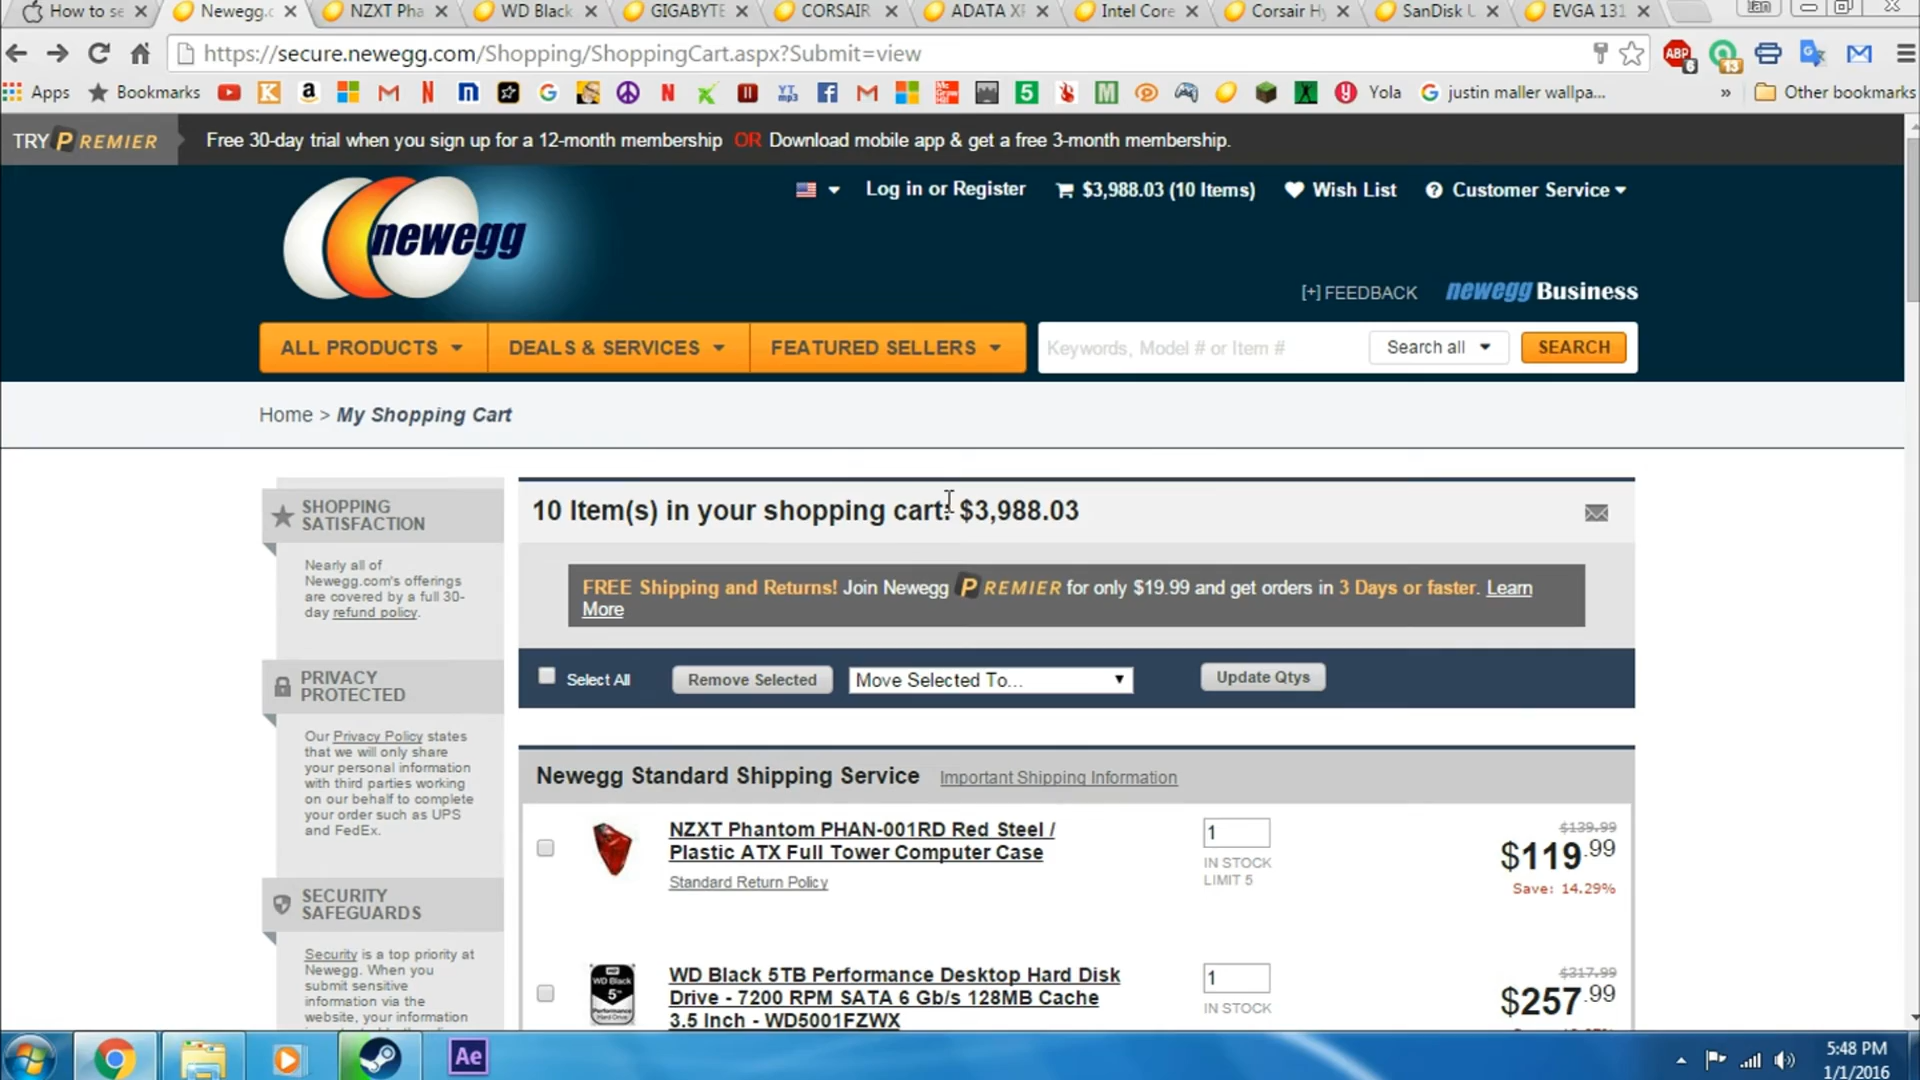 How to se
Newegg.c
NZXT Pha
WD Black
GIGABYTE
CORSAIR
ADATA XP
Intel Core
Corsair Hy
SanDisk U
EVGA 131
Ian
https://secure.newegg.com/Shopping/ShoppingCart.aspx?Submit=view
ABP
6
13
Apps
Bookmarks
Yola
justin maller wallpa...
»
Other bookmarks
TRY PREMIER
Free 30-day trial when you sign up for a 12-month membership OR Download mobile app & get a free 3-month membership.
newegg
Log in or Register
$3,988.03 (10 Items)
Wish List
Customer Service
[+] FEEDBACK
newegg Business
ALL PRODUCTS
DEALS & SERVICES
FEATURED SELLERS
Keywords, Model # or Item #
Search all
SEARCH
Home > My Shopping Cart
SHOPPING
SATISFACTION
Nearly all of
Newegg.com's offerings
are covered by a full 30-
day refund policy.
PRIVACY
PROTECTED
Our Privacy Policy states
that we will only share
your personal information
with third parties working
on our behalf to complete
your order such as UPS
and FedEx.
SECURITY
SAFEGUARDS
Security is a top priority at
Newegg. When you
submit sensitive
information via the
website, your information
10 Item(s) in your shopping cart: $3,988.03
FREE Shipping and Returns! Join Newegg PREMIER for only $19.99 and get orders in 3 Days or faster. Learn
More
Select All
Remove Selected
Move Selected To...
Update Qtys
Newegg Standard Shipping Service
Important Shipping Information
NZXT Phantom PHAN-001RD Red Steel /
Plastic ATX Full Tower Computer Case
Standard Return Policy
1
IN STOCK
LIMIT 5
$139.99
$119.99
Save: 14.29%
WD Black
5TB
WD Black 5TB Performance Desktop Hard Disk
Drive - 7200 RPM SATA 6 Gb/s 128MB Cache
3.5 Inch - WD5001FZWX
1
IN STOCK
$317.99
$257.99
Ae
5:48 PM
1/1/2016